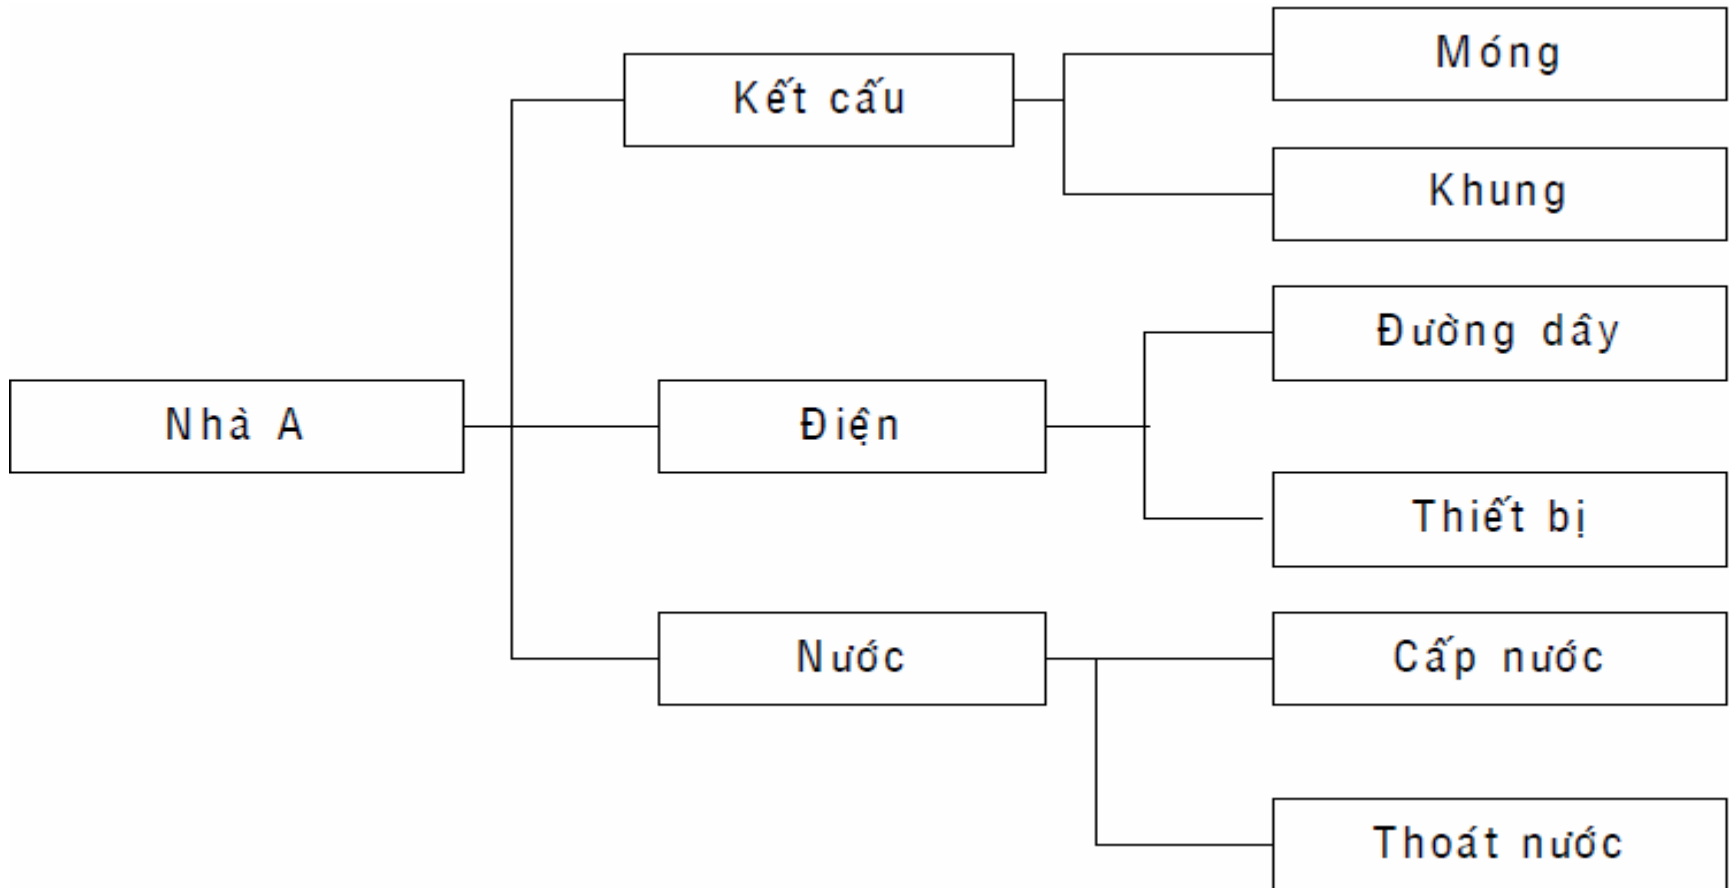 Móng
Kết cấu
Khung
Đường dây
Nhà A
Điện
Thiết bị
Nước
Cấp nước
Thoát nước